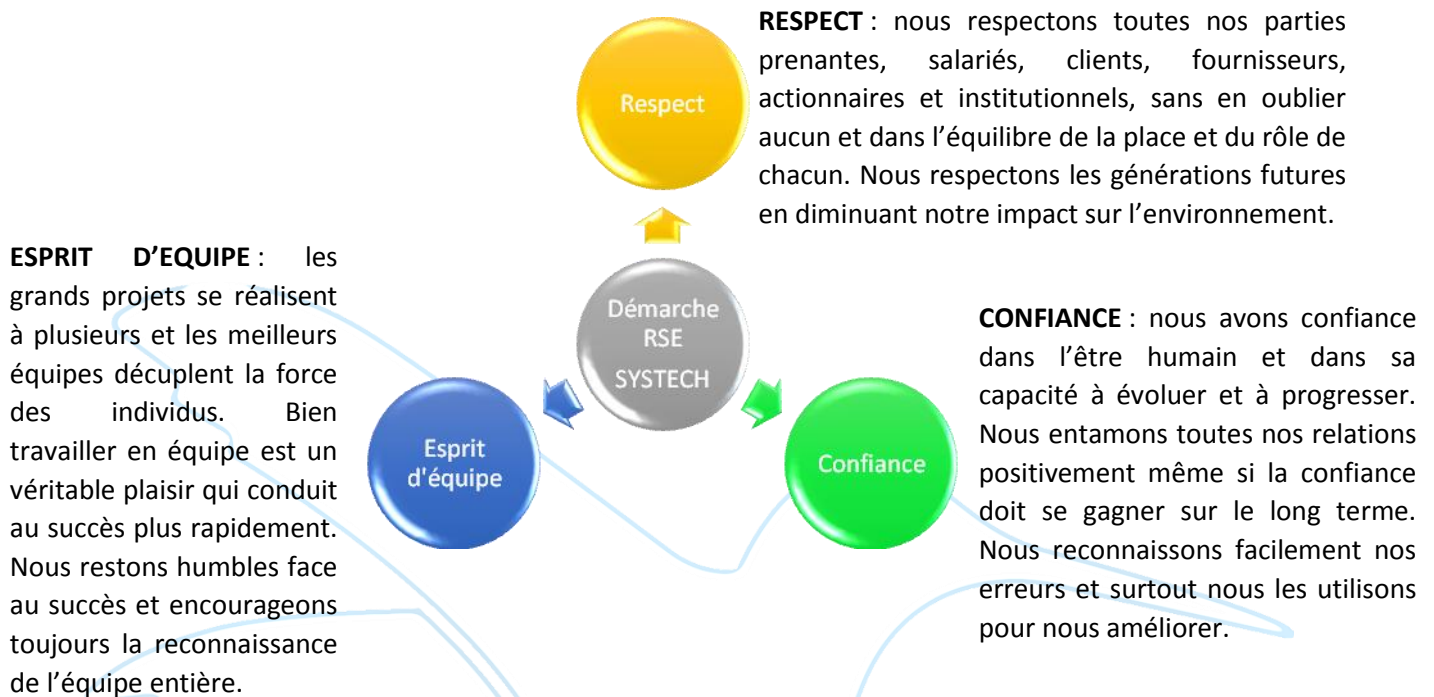 RESPECT : nous respectons toutes nos parties
prenantes, salariés, clients, fournisseurs,
actionnaires et institutionnels, sans en oublier
aucun et dans l’équilibre de la place et du rôle de
chacun. Nous respectons les générations futures
en diminuant notre impact sur l’environnement.
Respect
ESPRIT D’EQUIPE : les
grands projets se réalisent
à plusieurs et les meilleurs
équipes décuplent la force
des individus. Bien
travailler en équipe est un
véritable plaisir qui conduit
au succès plus rapidement.
Nous restons humbles face
au succès et encourageons
toujours la reconnaissance
de l’équipe entière.
Démarche
RSE
SYSTECH
Esprit
d'équipe
Confiance
CONFIANCE : nous avons confiance
dans l’être humain et dans sa
capacité à évoluer et à progresser.
Nous entamons toutes nos relations
positivement même si la confiance
doit se gagner sur le long terme.
Nous reconnaissons facilement nos
erreurs et surtout nous les utilisons
pour nous améliorer.